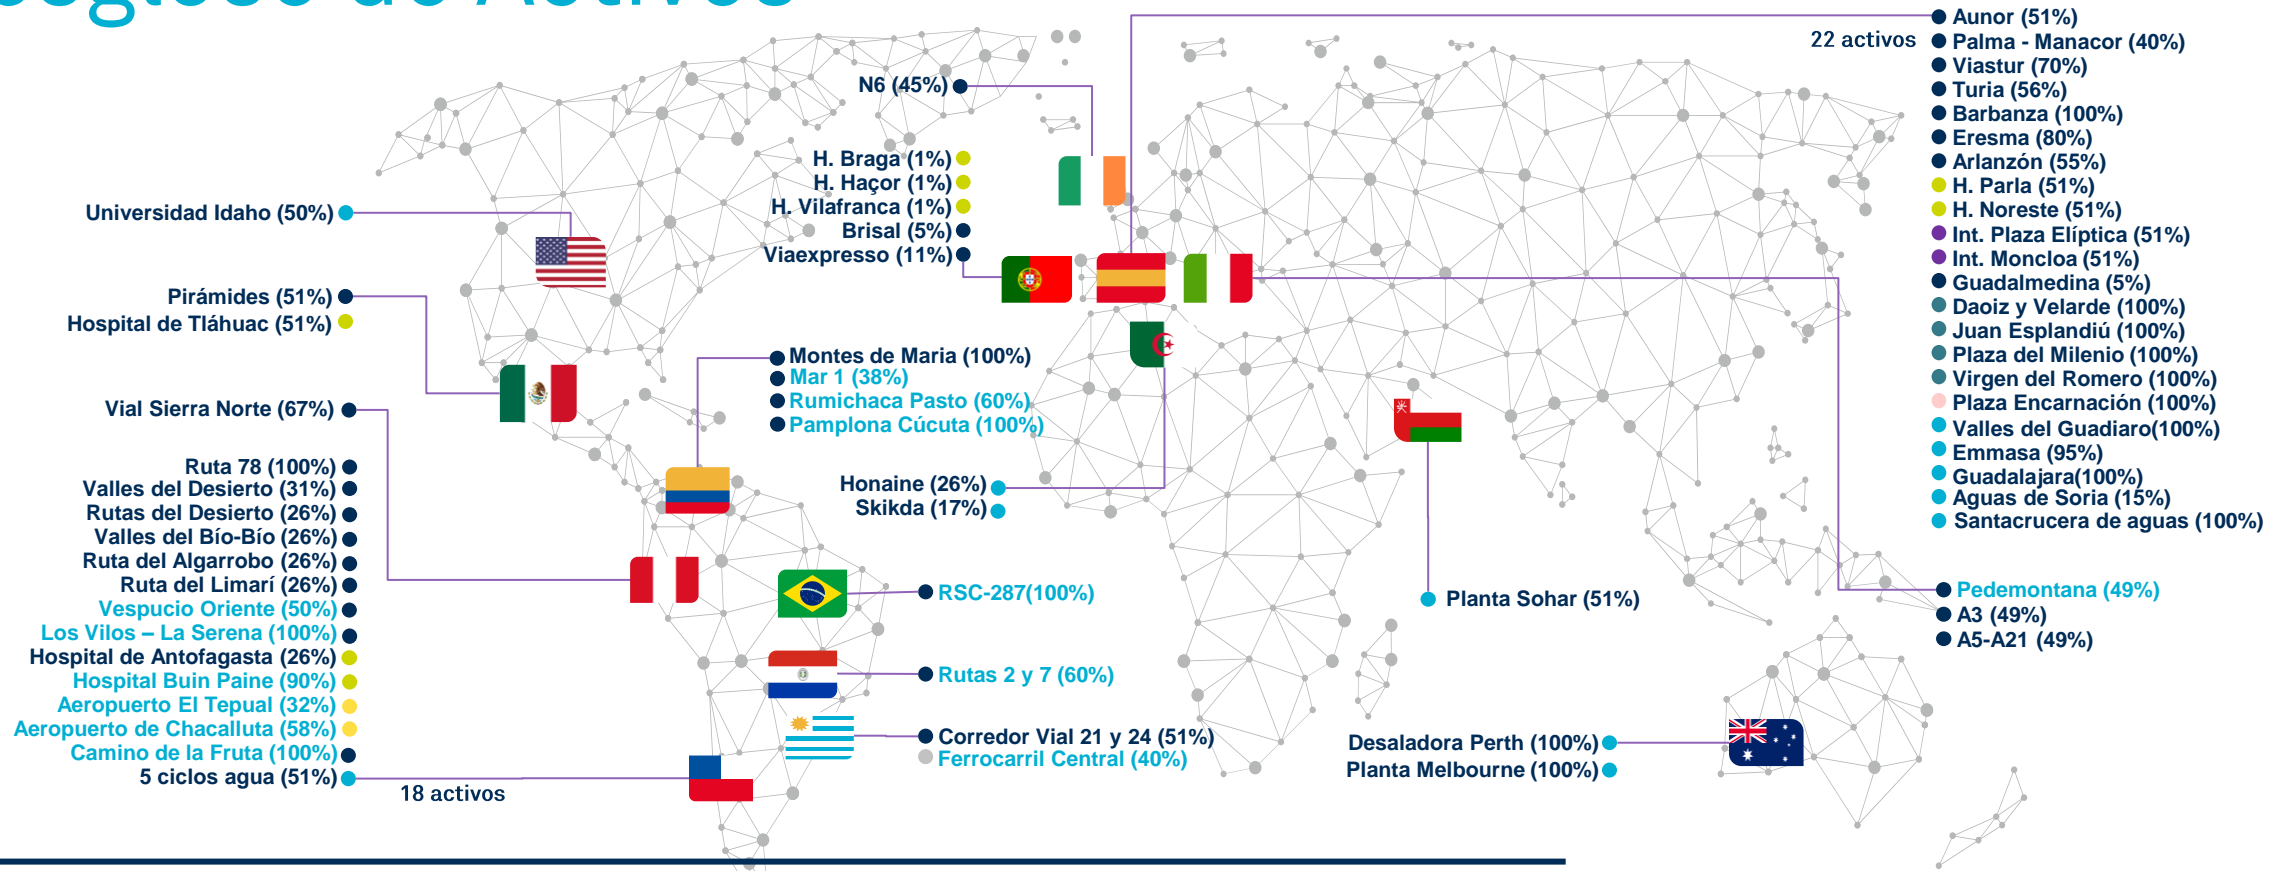 N6 (45%)
H. Braga (1%)
H. Haçor (1%)
H. Vilafranca (1%)
Brisal (5%)
Viaexpresso (11%)
Universidad Idaho (50%)
Pirámides (51%)
Hospital de Tláhuac (51%)
Vial Sierra Norte (67%)
Ruta 78 (100%)
Valles del Desierto (31%)
Rutas del Desierto (26%)
Valles del Bío-Bío (26%)
Ruta del Algarrobo (26%)
Ruta del Limarí (26%)
Vespucio Oriente (50%)
Los Vilos – La Serena (100%)
Hospital de Antofagasta (26%)
Hospital Buin Paine (90%)
Aeropuerto El Tepual (32%)
Aeropuerto de Chacalluta (58%)
Camino de la Fruta (100%)
5 ciclos agua (51%)
18 activos
Montes de Maria (100%)
Mar 1 (38%)
Rumichaca Pasto (60%)
Pamplona Cúcuta (100%)
Honaine (26%)
Skikda (17%)
RSC-287(100%)
Rutas 2 y 7 (60%)
Corredor Vial 21 y 24 (51%)
Ferrocarril Central (40%)
Planta Sohar (51%)
Desaladora Perth (100%)
Planta Melbourne (100%)
22 activos
Aunor (51%)
Palma - Manacor (40%)
Viastur (70%)
Turia (56%)
Barbanza (100%)
Eresma (80%)
Arlanzón (55%)
H. Parla (51%)
H. Noreste (51%)
Int. Plaza Elíptica (51%)
Int. Moncloa (51%)
Guadalmedina (5%)
Daoiz y Velarde (100%)
Juan Esplandiú (100%)
Plaza del Milenio (100%)
Virgen del Romero (100%)
Plaza Encarnación (100%)
Valles del Guadiaro(100%)
Emmasa (95%)
Guadalajara(100%)
Aguas de Soria (15%)
Santacrucera de aguas (100%)
Pedemontana (49%)
A3 (49%)
A5-A21 (49%)